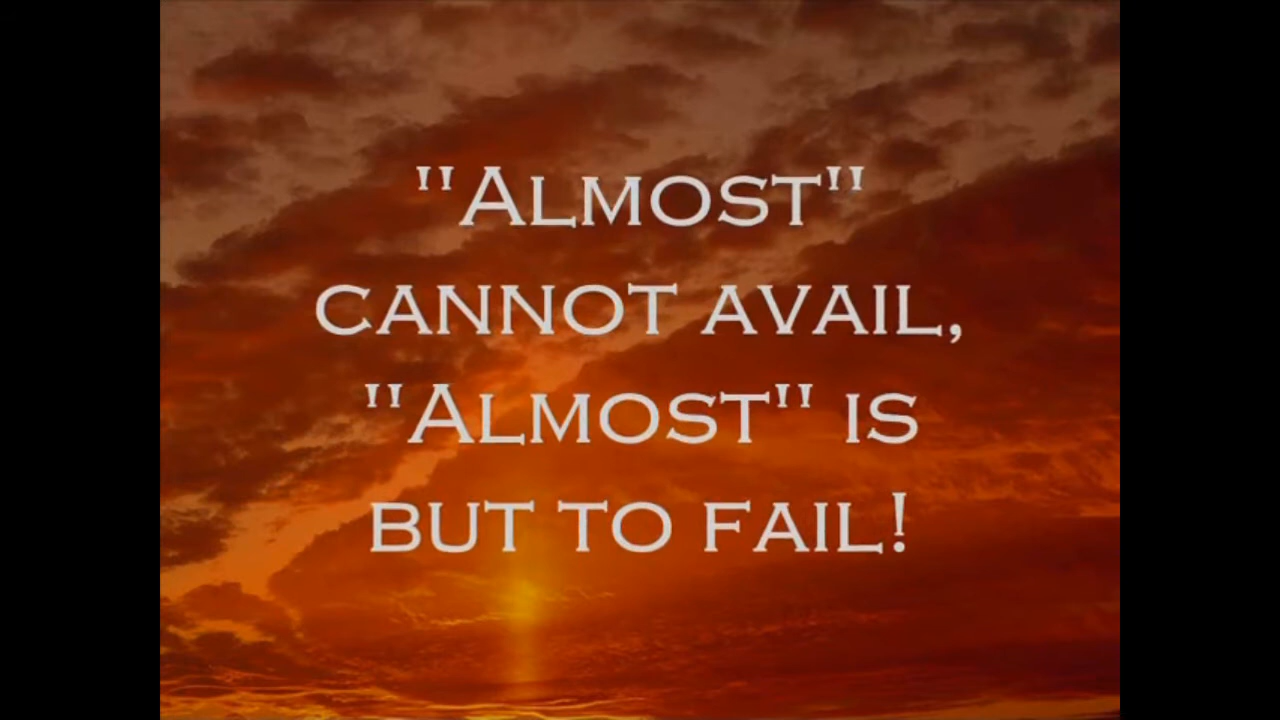 "Almost"
cannot avail,
"Almost" is
but to fail!